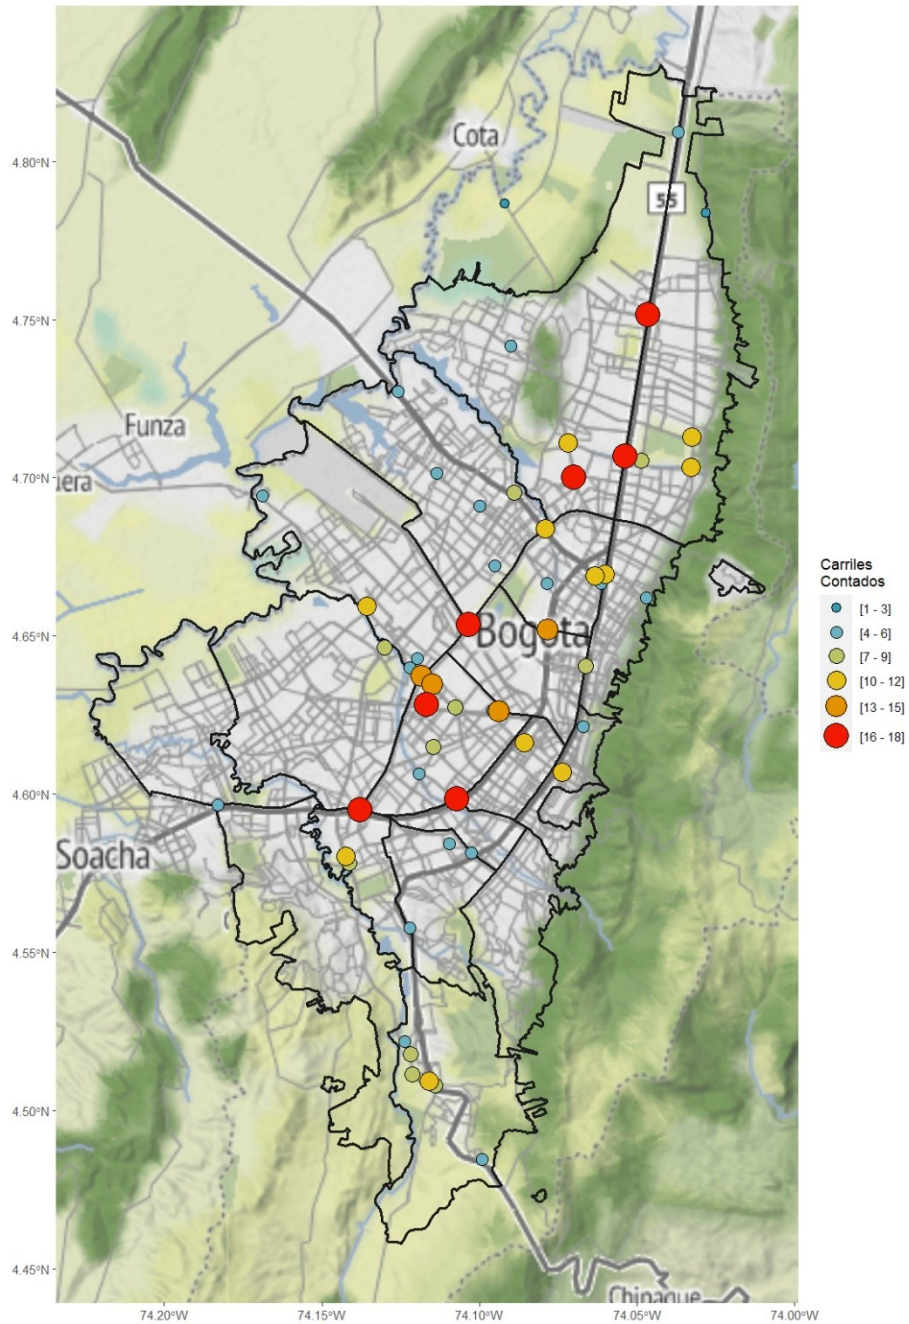 Cota
4.80°N
55
4.75°N
Funza
4.70°N
uera
Carriles
Contados
[1 - 3]
[4 - 6]
[7 - 9]
[10 - 12]
[13 - 15]
[16 - 18]
4.65°N
Bogota
4.60°N
Soacha
4.55°N
4.50°N
4.45°N
Chipaque
74.20°W
74.15°W
74.10°W
74.05°W
74.00°W